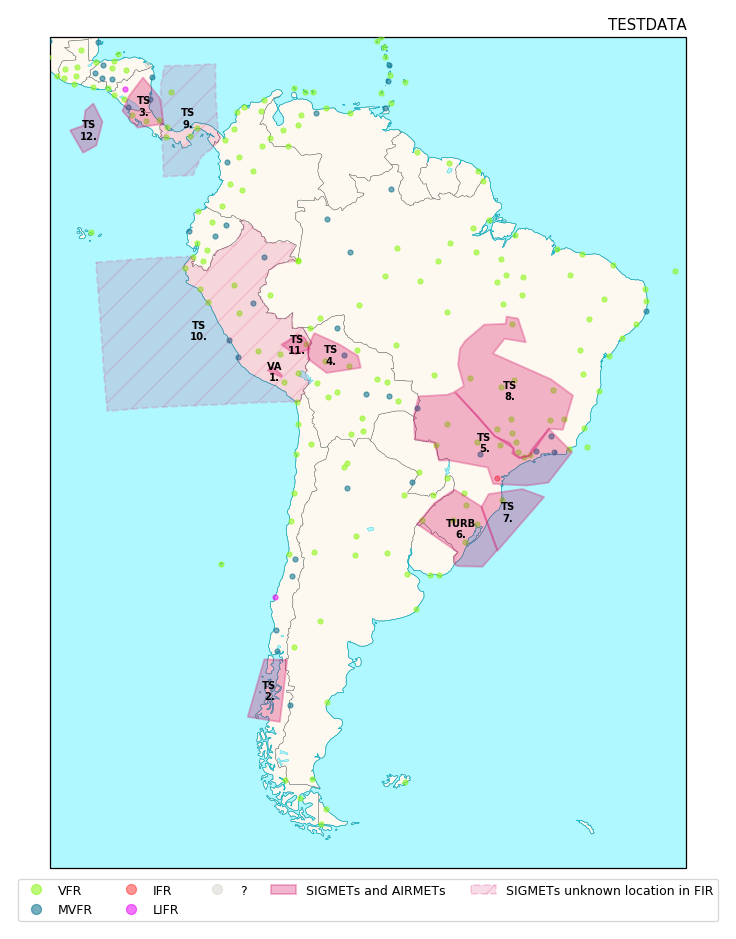 TESTDATA
TS
3.
TS
9.
TS
12.
TS
10.
TS
11.
TS
4.
VA
1.
TS
8.
TS
5.
TS
7.
TURB
6.
TS
2.
VFR
IFR
?
SIGMETs and AIRMETs
SIGMETs unknown location in FIR
MVFR
LIFR